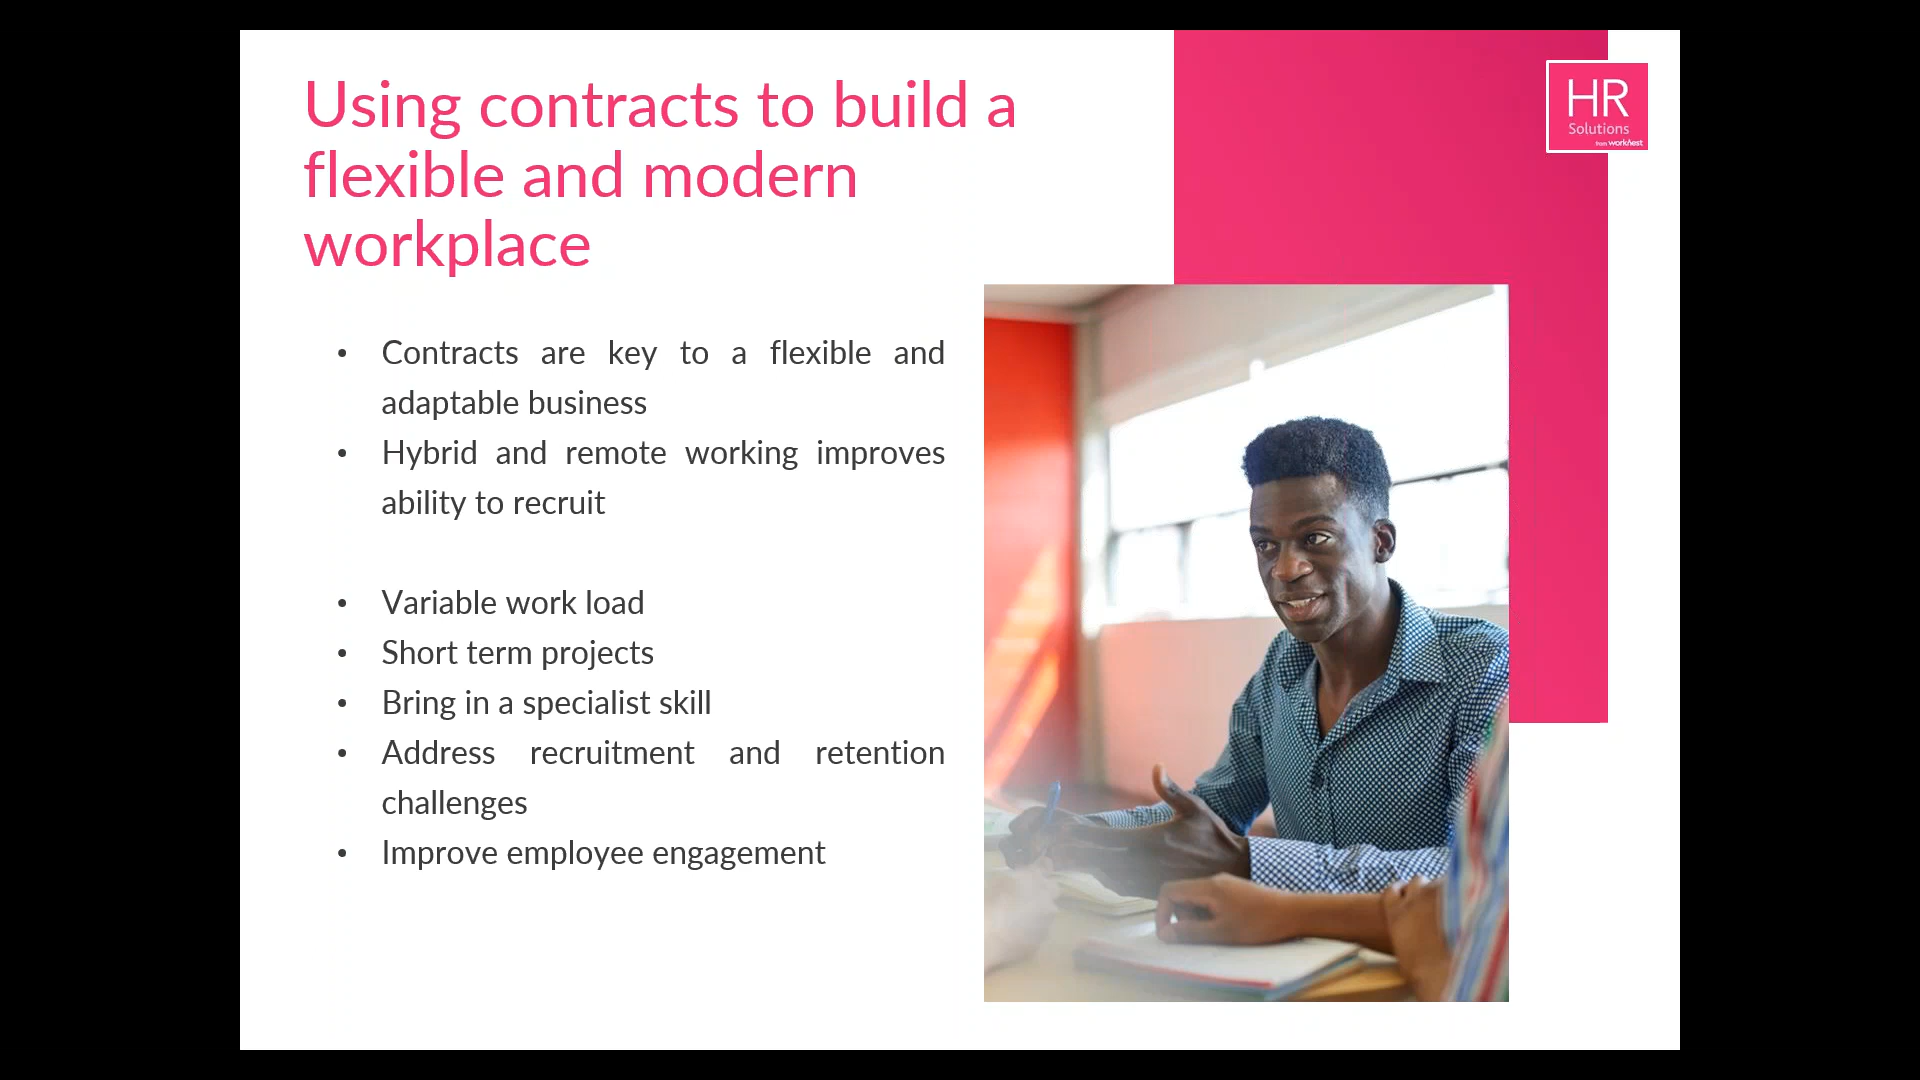 Using contracts to build a
flexible and modern
workplace
HR
Solutions
from worknest
• Contracts are key to a flexible and
adaptable business
• Hybrid and remote working improves
ability to recruit
• Variable work load
• Short term projects
• Bring in a specialist skill
• Address recruitment and retention
challenges
• Improve employee engagement